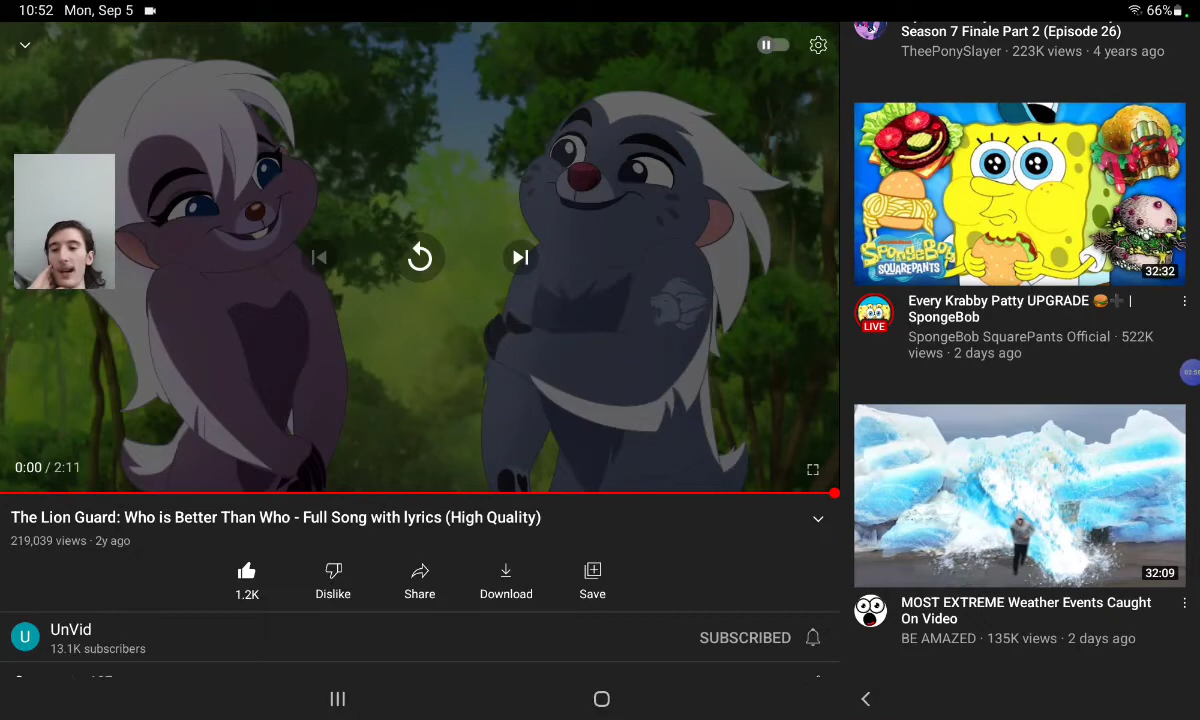 10:52 Mon, Sep 5
66%
0:00 / 2:11
The Lion Guard: Who is Better Than Who - Full Song with lyrics (High Quality)
219,039 views · 2y ago
1.2K
Dislike
Share
Download
Save
U
UnVid
13.1K subscribers
SUBSCRIBED
Season 7 Finale Part 2 (Episode 26)
TheePonySlayer · 223K views · 4 years ago
SpongeBob
SQUAREPANTS
32:32
LIVE
Every Krabby Patty UPGRADE 🍔➕ |
SpongeBob
SpongeBob SquarePants Official · 522K
views · 2 days ago
32:09
MOST EXTREME Weather Events Caught
On Video
BE AMAZED · 135K views · 2 days ago